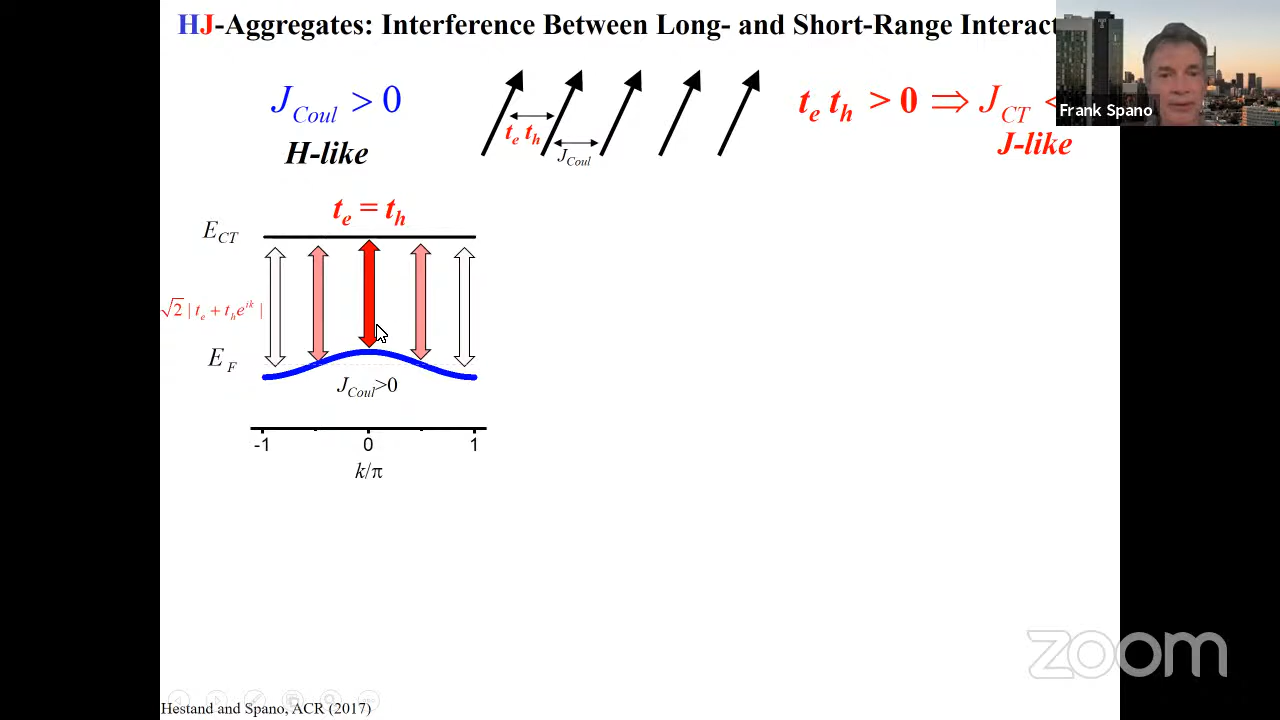 HJ-Aggregates: Interference Between Long- and Short-Range Interact
J_Coul > 0
H-like
t_e t_h
J_Coul
t_e t_h > 0 ⇒ J_CT <
J-like
Frank Spano
t_e = t_h
E_CT
√2 | t_e + t_h e^{ik} |
E_F
J_Coul>0
-1 0 1
k/π
zoom
Hestand and Spano, ACR (2017)